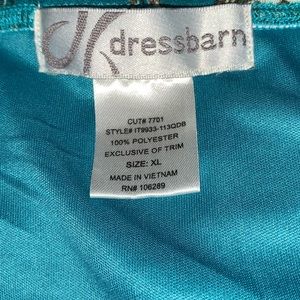 dressbarn
CUT# 7701
STYLE# IT9933-113QDB
100% POLYESTER
EXCLUSIVE OF TRIM
SIZE: XL
MADE IN VIETNAM
RN# 106289